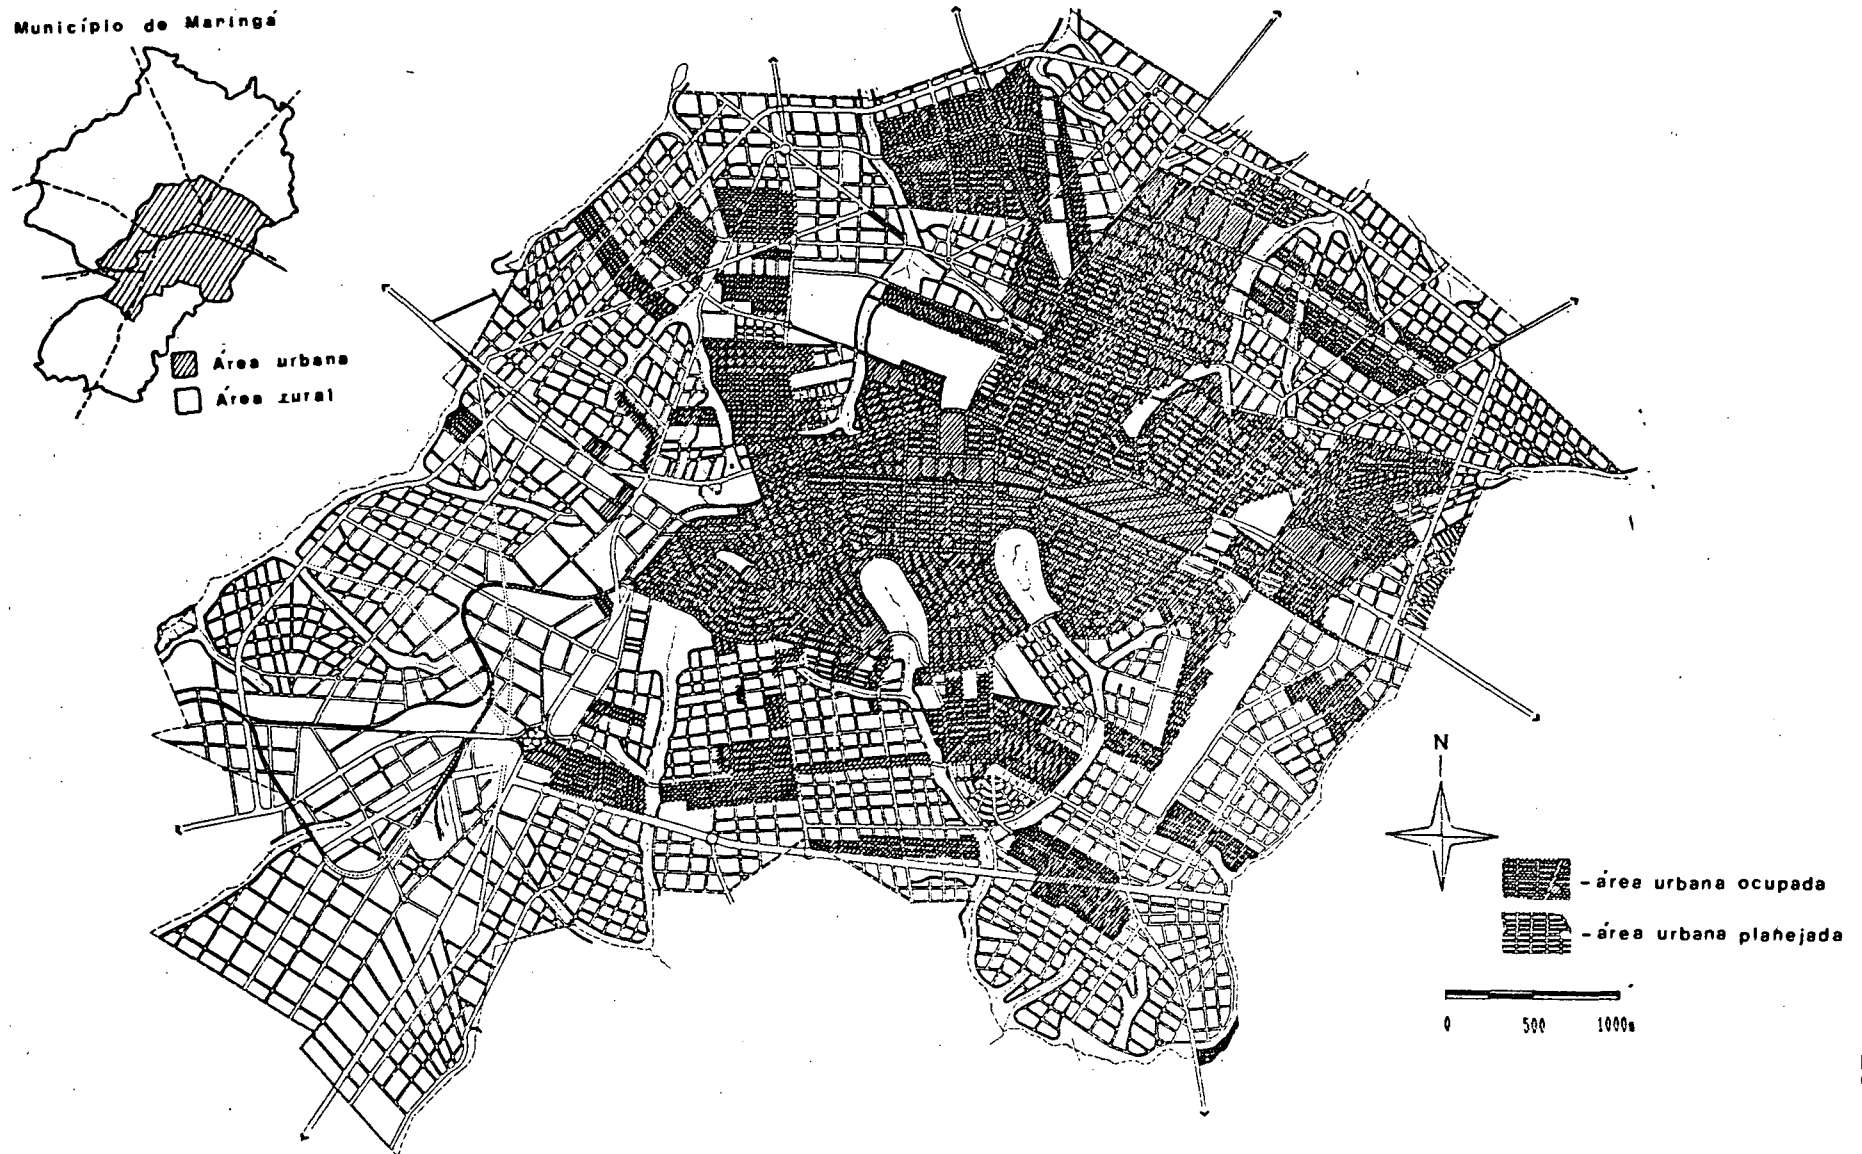 Município de Maringá
Área urbana
Área rural
N
- área urbana ocupada
- área urbana planejada
0 500 1000m